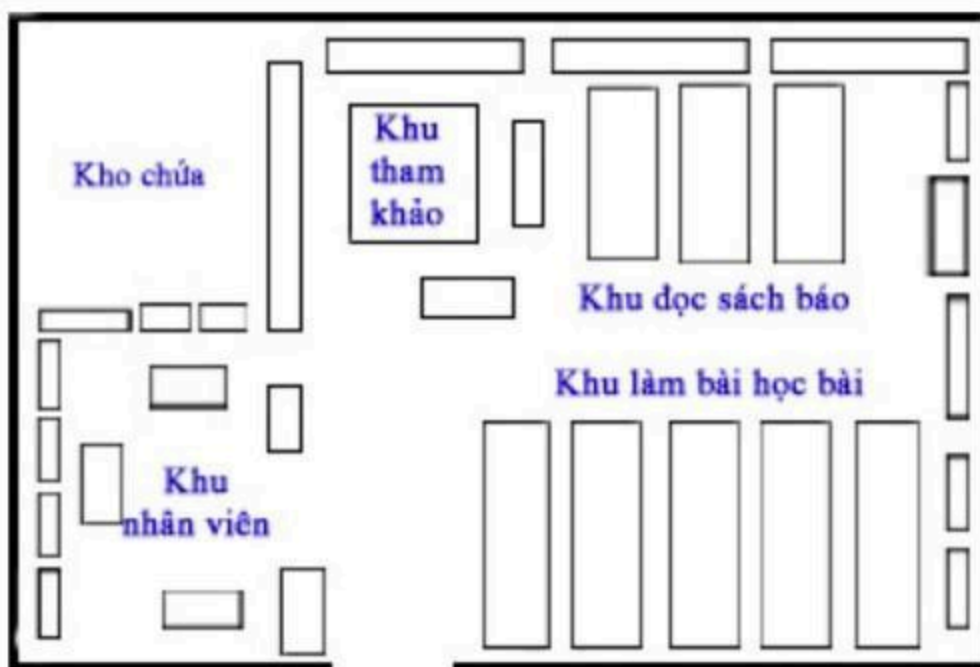 Khu
tham
khảo
Kho chứa
Khu đọc sách báo
Khu làm bài học bài
Khu
nhân viên